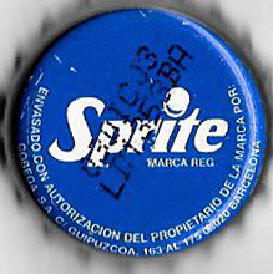 Sprite
MARCA REG.
ENVASADO CON AUTORIZACION DEL PROPIETARIO DE LA MARCA POR:
COBEGA, S.A. C/. GUIPUZCOA, 163 AL 175 08020 BARCELONA